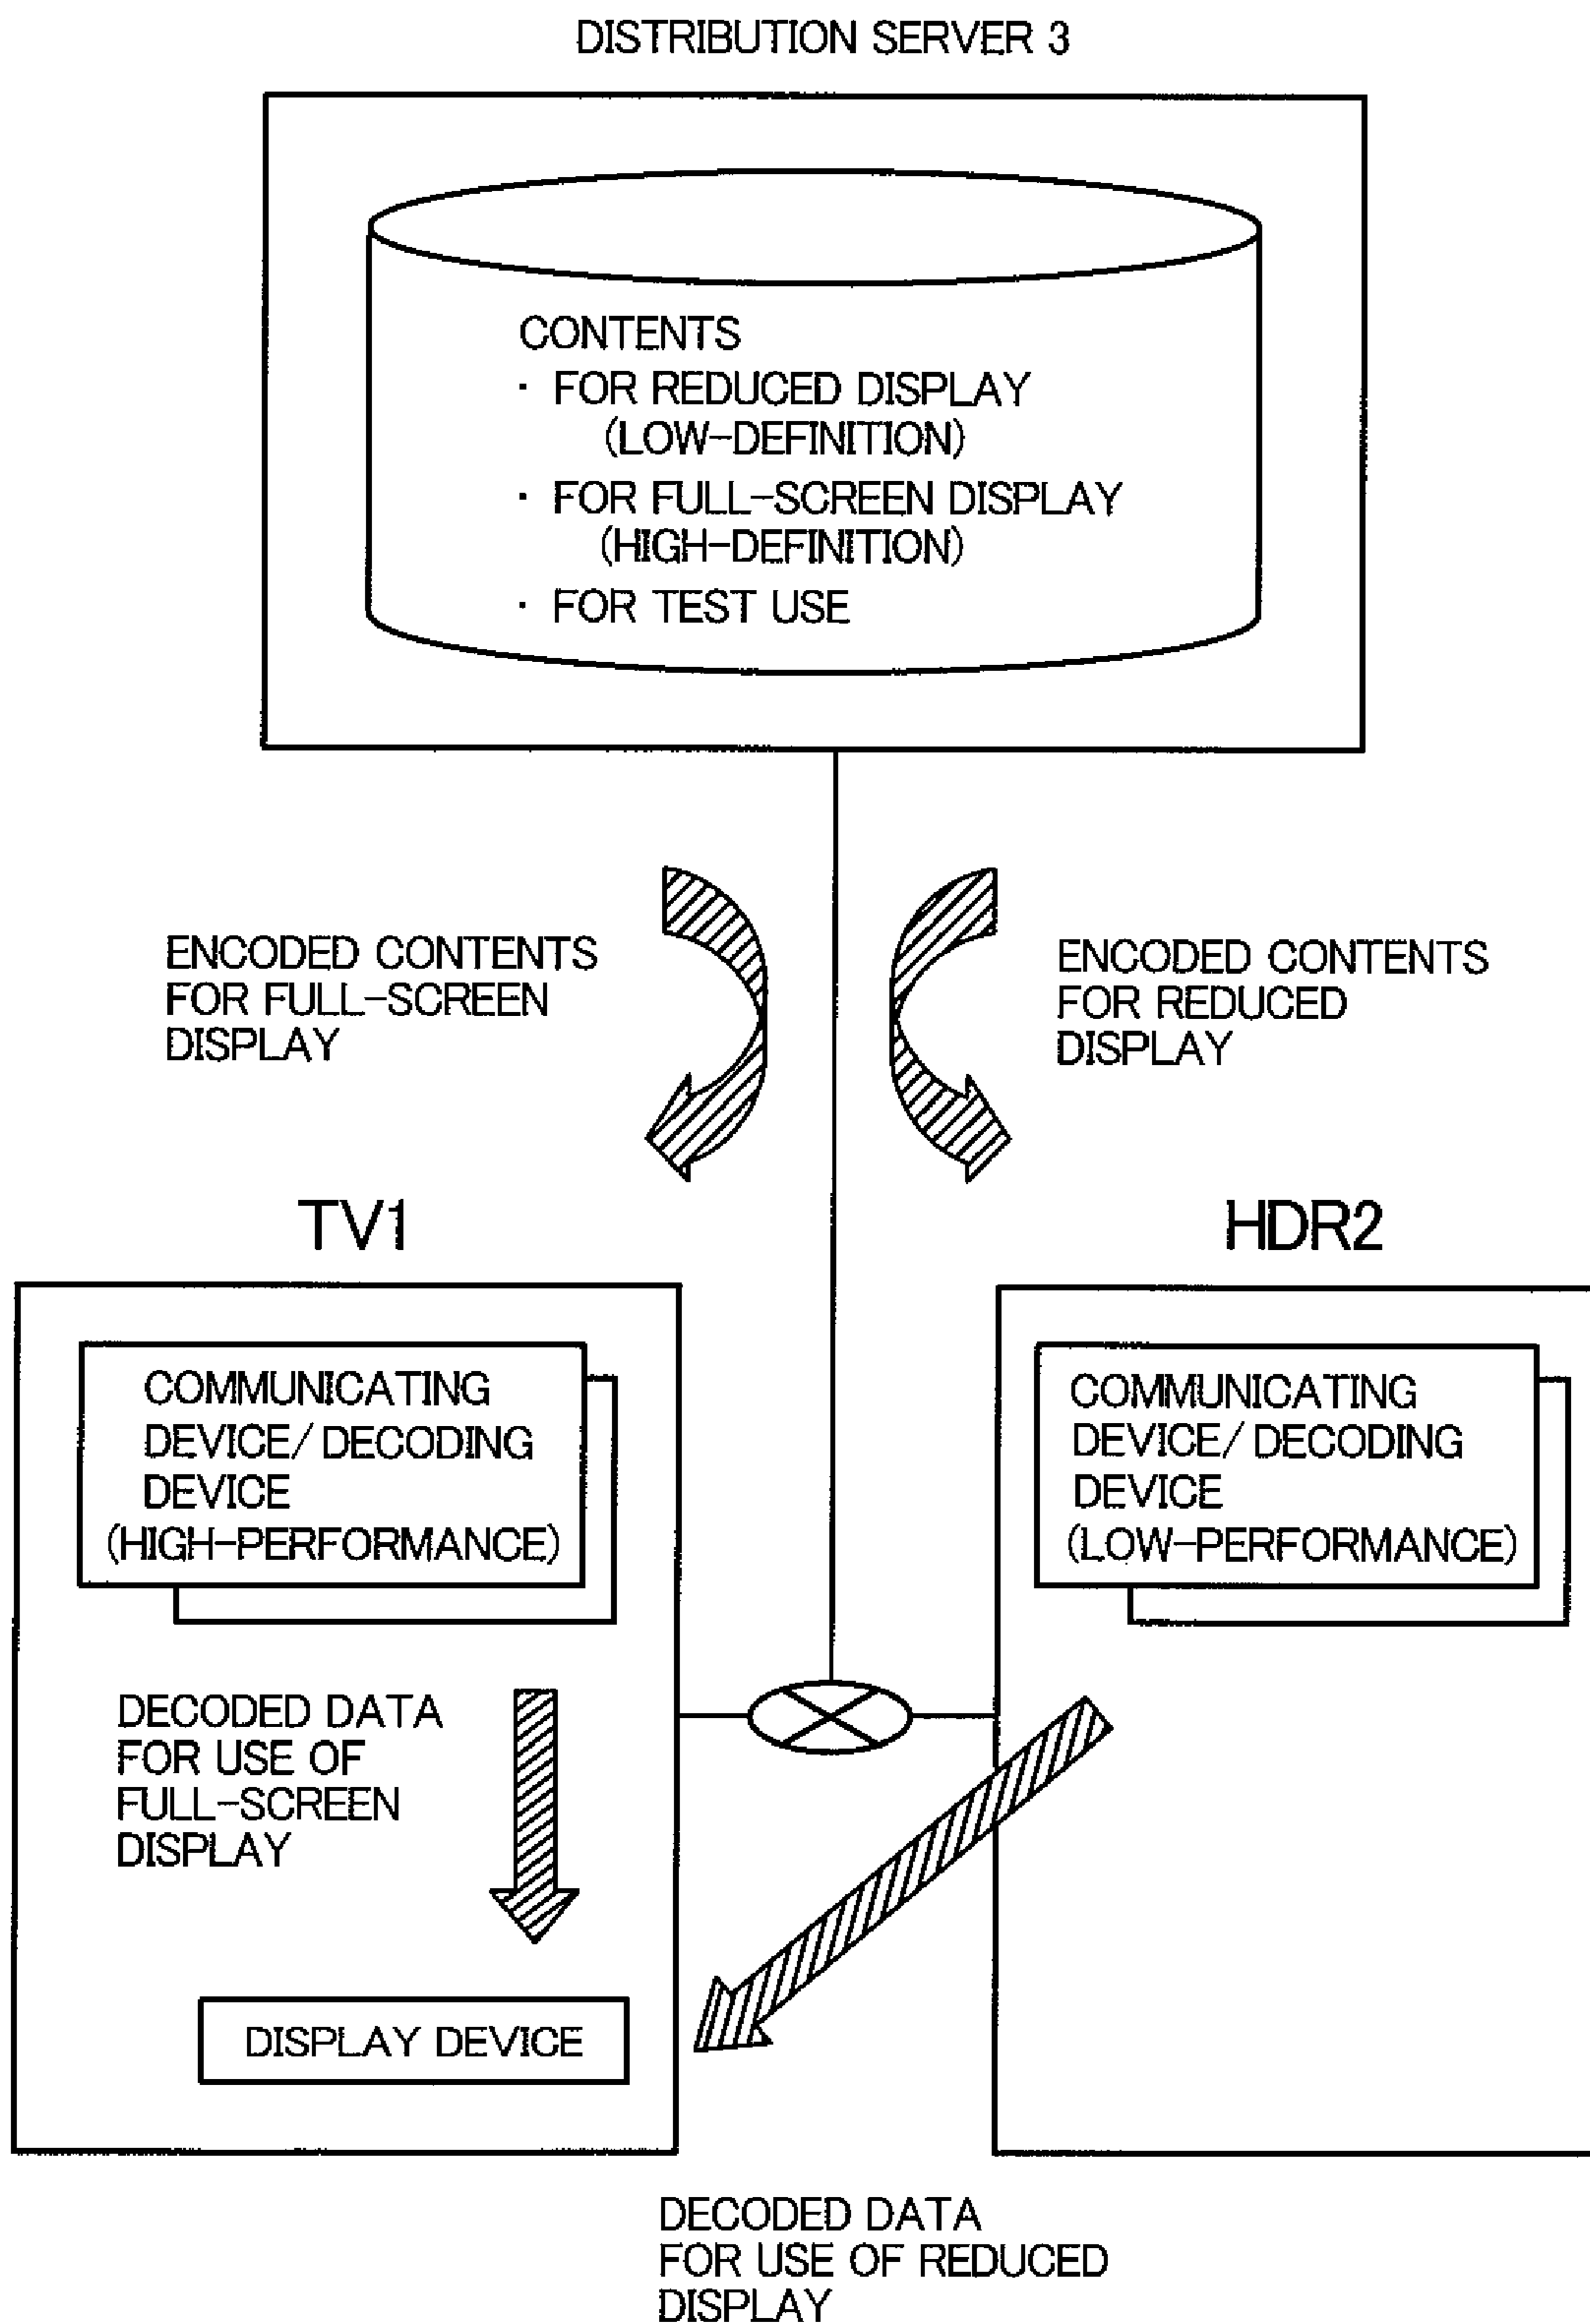 DISTRIBUTION SERVER 3
CONTENTS
· FOR REDUCED DISPLAY
(LOW-DEFINITION)
· FOR FULL-SCREEN DISPLAY
(HIGH-DEFINITION)
· FOR TEST USE
ENCODED CONTENTS
FOR FULL-SCREEN
DISPLAY
ENCODED CONTENTS
FOR REDUCED
DISPLAY
TV1
HDR2
COMMUNICATING
DEVICE/DECODING
DEVICE
(HIGH-PERFORMANCE)
COMMUNICATING
DEVICE/DECODING
DEVICE
(LOW-PERFORMANCE)
DECODED DATA
FOR USE OF
FULL-SCREEN
DISPLAY
DISPLAY DEVICE
DECODED DATA
FOR USE OF REDUCED
DISPLAY